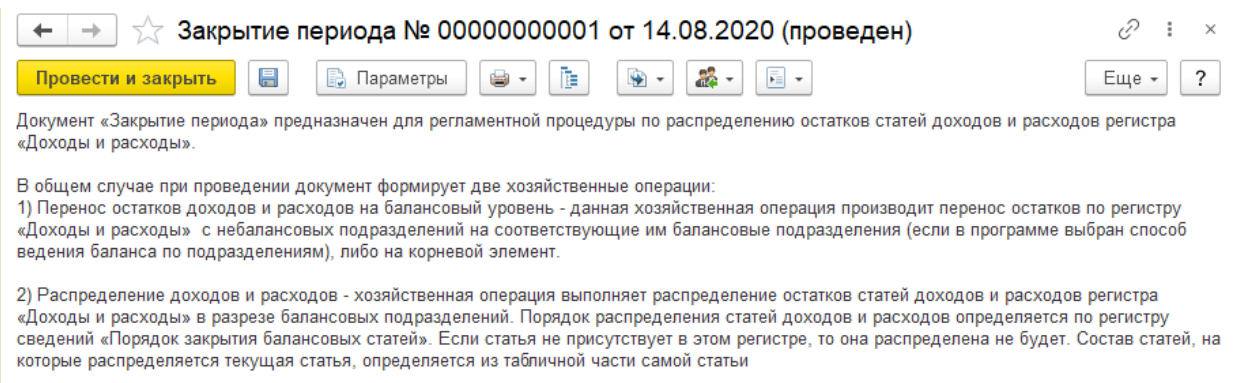 Закрытие периода № 00000000001 от 14.08.2020 (проведен)
Провести и закрыть Параметры Еще ?
Документ «Закрытие периода» предназначен для регламентной процедуры по распределению остатков статей доходов и расходов регистра
«Доходы и расходы».
В общем случае при проведении документ формирует две хозяйственные операции:
1) Перенос остатков доходов и расходов на балансовый уровень - данная хозяйственная операция производит перенос остатков по регистру
«Доходы и расходы» с небалансовых подразделений на соответствующие им балансовые подразделения (если в программе выбран способ
ведения баланса по подразделениям), либо на корневой элемент.
2) Распределение доходов и расходов - хозяйственная операция выполняет распределение остатков статей доходов и расходов регистра
«Доходы и расходы» в разрезе балансовых подразделений. Порядок распределения статей доходов и расходов определяется по регистру
сведений «Порядок закрытия балансовых статей». Если статья не присутствует в этом регистре, то она распределена не будет. Состав статей, на
которые распределяется текущая статья, определяется из табличной части самой статьи